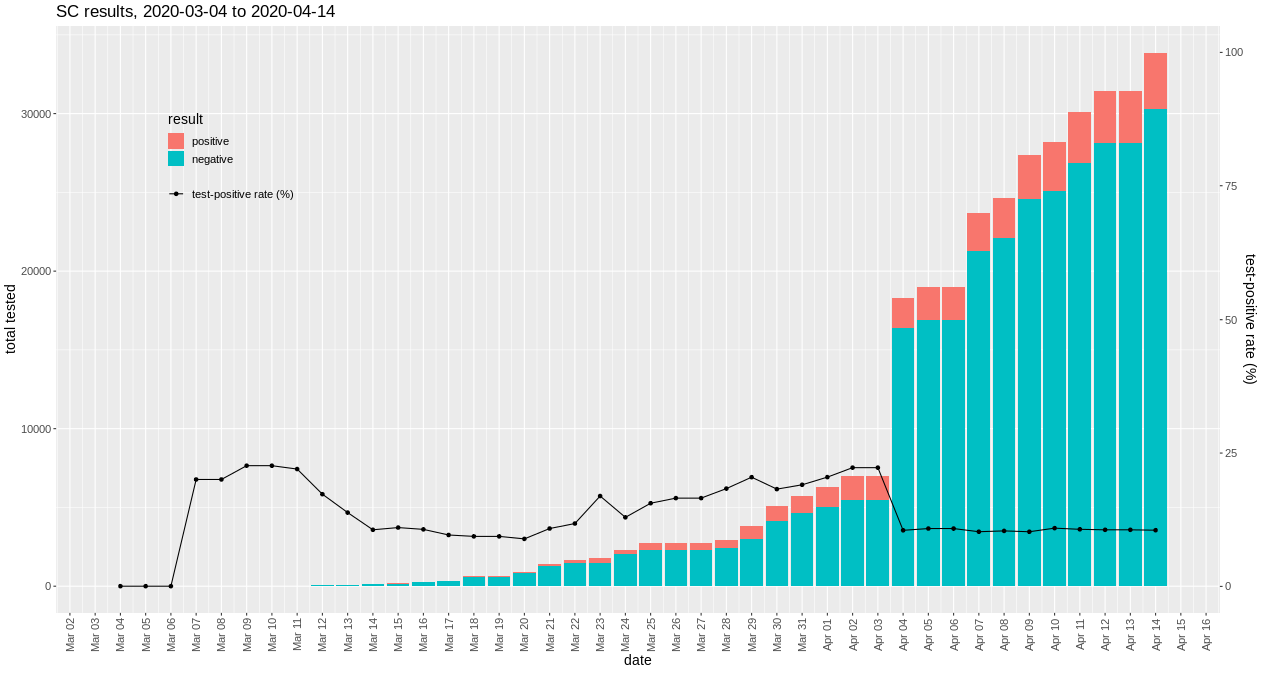 SC results, 2020-03-04 to 2020-04-14
total tested
30000
20000
10000
0
result
positive
negative
test-positive rate (%)
100
75
50
25
0
test-positive rate (%)
Mar 02
Mar 03
Mar 04
Mar 05
Mar 06
Mar 07
Mar 08
Mar 09
Mar 10
Mar 11
Mar 12
Mar 13
Mar 14
Mar 15
Mar 16
Mar 17
Mar 18
Mar 19
Mar 20
Mar 21
Mar 22
Mar 23
Mar 24
Mar 25
Mar 26
Mar 27
Mar 28
Mar 29
Mar 30
Mar 31
Apr 01
Apr 02
Apr 03
Apr 04
Apr 05
Apr 06
Apr 07
Apr 08
Apr 09
Apr 10
Apr 11
Apr 12
Apr 13
Apr 14
Apr 15
Apr 16
date